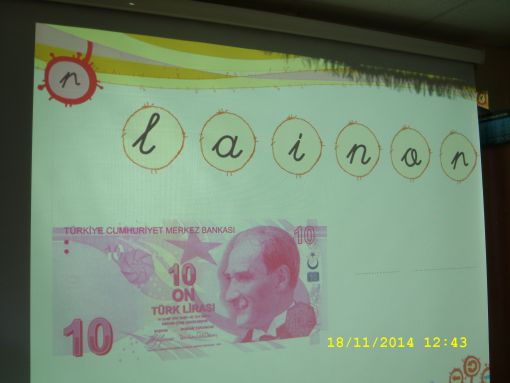 n
l a i n o r
TÜRKİYE CUMHURİYET MERKEZ BANKASI
10
10
ON
TÜRK LİRASI
10
18/11/2014 12:43